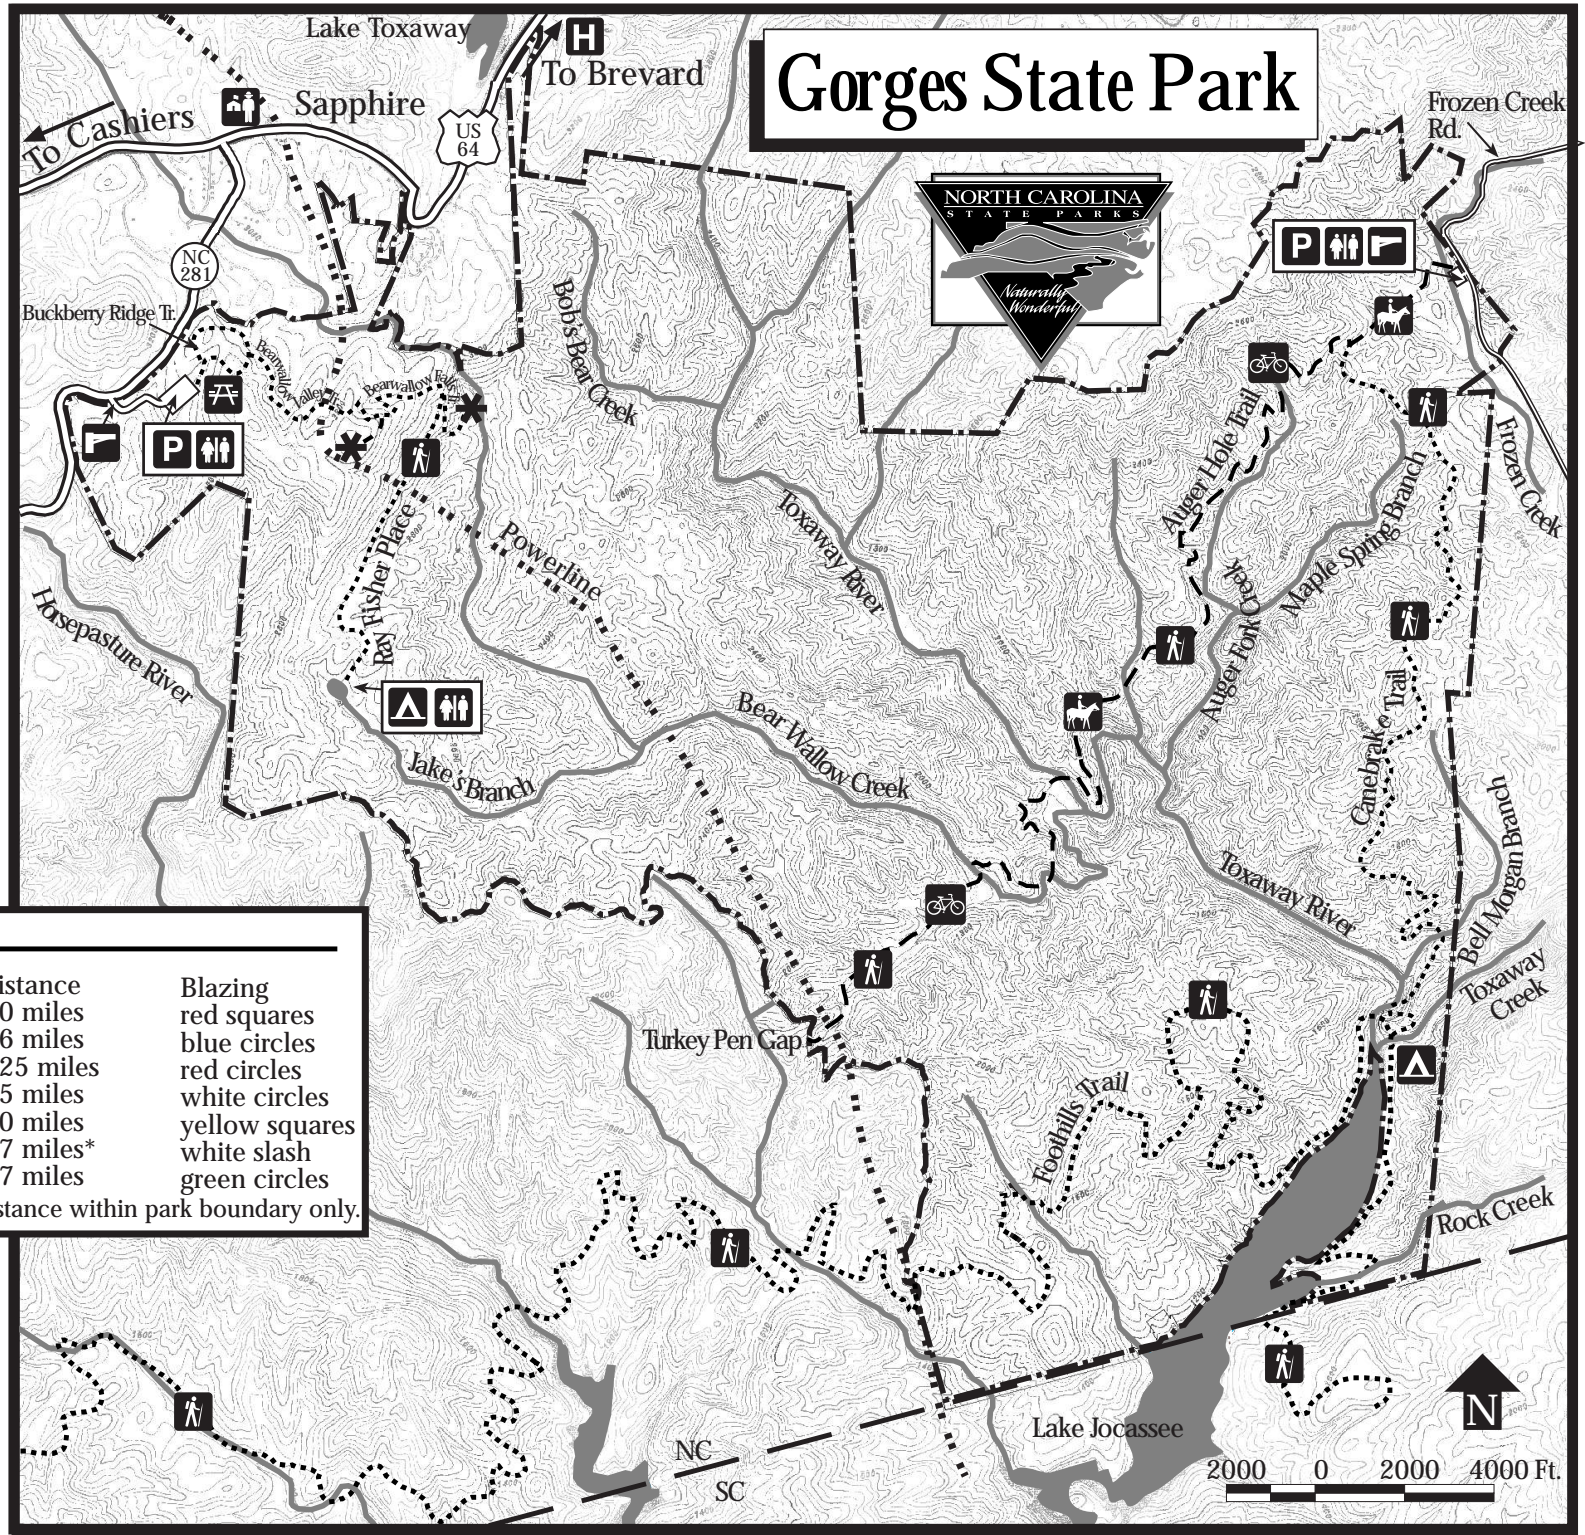 Lake Toxaway
H
To Brevard
Gorges State Park
Frozen Creek
Rd.
To Cashiers
Sapphire
US
64
NORTH CAROLINA
STATE PARKS
Naturally
Wonderful
NC
281
P
Buckberry Ridge Tr.
Bearwallow
Valley Tr.
Bearwallow Falls Tr.
Bob's Bear Creek
P
Auger Hole Trail
Frozen Creek
Ray Fisher Place
Powerline
Toxaway River
Maple Spring Branch
Auger Fork Creek
Horsepasture River
Canebrake Trail
Bear Wallow Creek
Jake's Branch
Bell Morgan Branch
Toxaway River
Toxaway
Creek
istance
Blazing
0 miles
red squares
6 miles
blue circles
25 miles
red circles
5 miles
white circles
0 miles
yellow squares
7 miles*
white slash
7 miles
green circles
stance within park boundary only.
Turkey Pen Gap
Foothills Trail
Rock Creek
Lake Jocassee
N
NC
SC
2000 0 2000 4000 Ft.